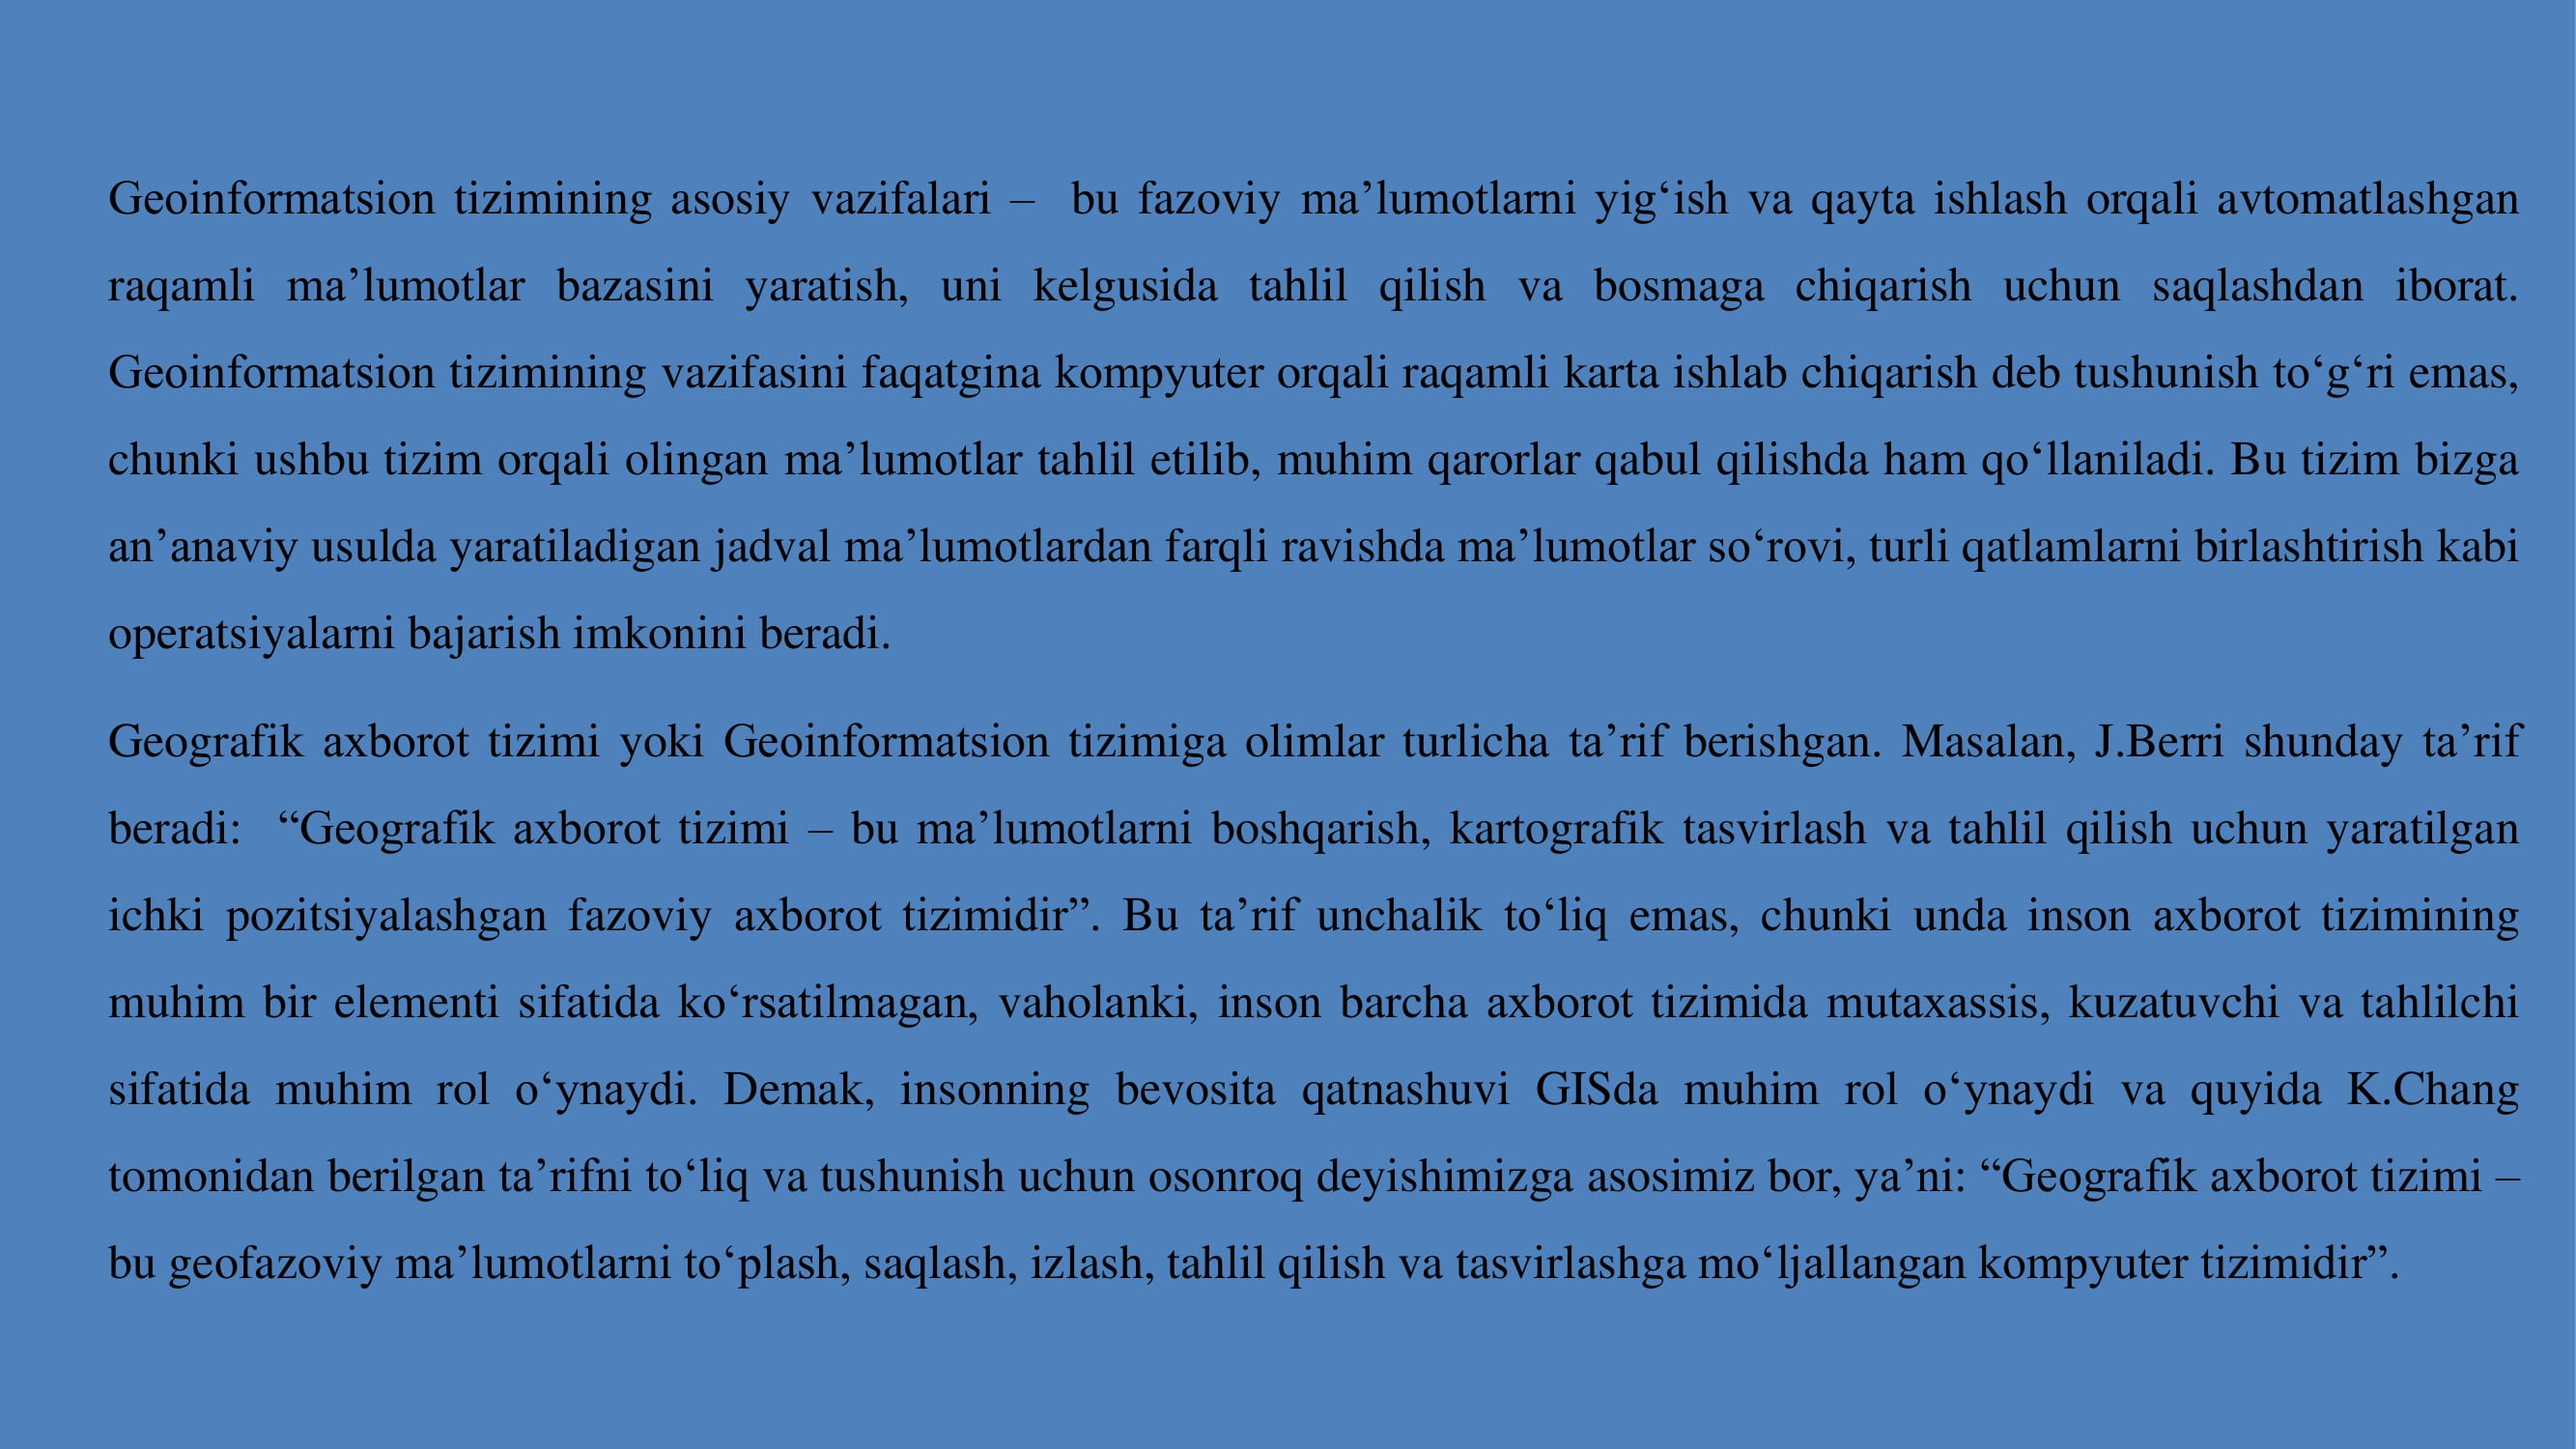 Geoinformatsion tizimining asosiy vazifalari –  bu fazoviy ma’lumotlarni yig‘ish va qayta ishlash orqali avtomatlashgan
raqamli ma’lumotlar bazasini yaratish, uni kelgusida tahlil qilish va bosmaga chiqarish uchun saqlashdan iborat.
Geoinformatsion tizimining vazifasini faqatgina kompyuter orqali raqamli karta ishlab chiqarish deb tushunish to‘g‘ri emas,
chunki ushbu tizim orqali olingan ma’lumotlar tahlil etilib, muhim qarorlar qabul qilishda ham qo‘llaniladi. Bu tizim bizga
an’anaviy usulda yaratiladigan jadval ma’lumotlardan farqli ravishda ma’lumotlar so‘rovi, turli qatlamlarni birlashtirish kabi
operatsiyalarni bajarish imkonini beradi.
Geografik axborot tizimi yoki Geoinformatsion tizimiga olimlar turlicha ta’rif berishgan. Masalan, J.Berri shunday ta’rif
beradi:  “Geografik axborot tizimi – bu ma’lumotlarni boshqarish, kartografik tasvirlash va tahlil qilish uchun yaratilgan
ichki pozitsiyalashgan fazoviy axborot tizimidir”. Bu ta’rif unchalik to‘liq emas, chunki unda inson axborot tizimining
muhim bir elementi sifatida ko‘rsatilmagan, vaholanki, inson barcha axborot tizimida mutaxassis, kuzatuvchi va tahlilchi
sifatida muhim rol o‘ynaydi. Demak, insonning bevosita qatnashuvi GISda muhim rol o‘ynaydi va quyida K.Chang
tomonidan berilgan ta’rifni to‘liq va tushunish uchun osonroq deyishimizga asosimiz bor, ya’ni: “Geografik axborot tizimi –
bu geofazoviy ma’lumotlarni to‘plash, saqlash, izlash, tahlil qilish va tasvirlashga mo‘ljallangan kompyuter tizimidir”.